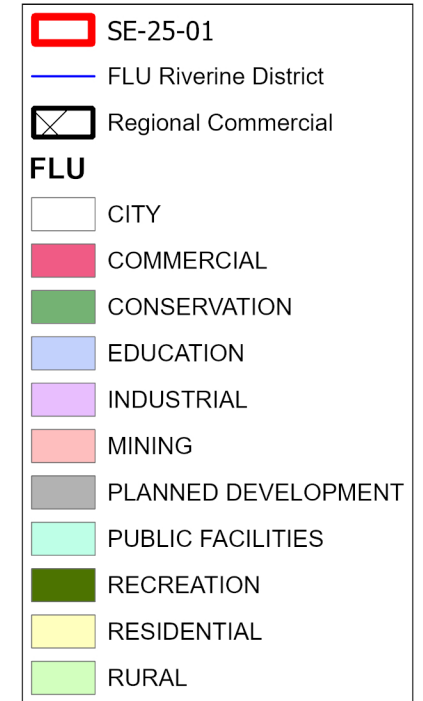 SE-25-01
FLU Riverine District
Regional Commercial
FLU
CITY
COMMERCIAL
CONSERVATION
EDUCATION
INDUSTRIAL
MINING
PLANNED DEVELOPMENT
PUBLIC FACILITIES
RECREATION
RESIDENTIAL
RURAL